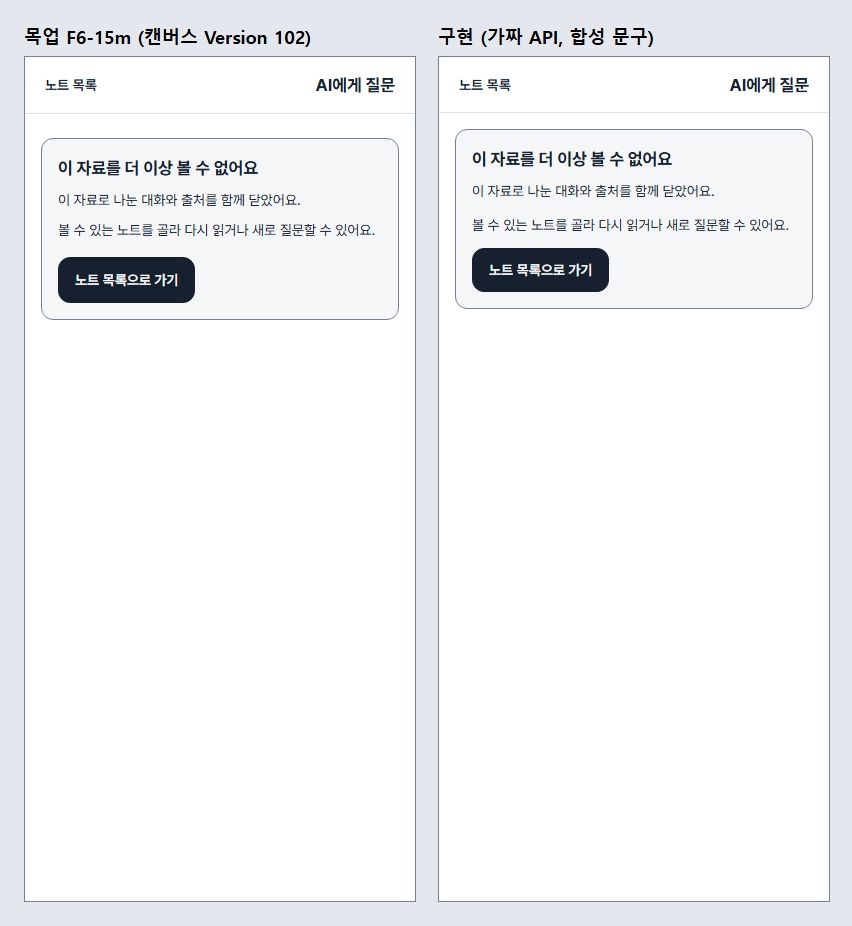 목업 F6-15m (캔버스 Version 102)
노트 목록
AI에게 질문
이 자료를 더 이상 볼 수 없어요
이 자료로 나눈 대화와 출처를 함께 닫았어요.
볼 수 있는 노트를 골라 다시 읽거나 새로 질문할 수 있어요.
노트 목록으로 가기
구현 (가짜 API, 합성 문구)
노트 목록
AI에게 질문
이 자료를 더 이상 볼 수 없어요
이 자료로 나눈 대화와 출처를 함께 닫았어요.
볼 수 있는 노트를 골라 다시 읽거나 새로 질문할 수 있어요.
노트 목록으로 가기